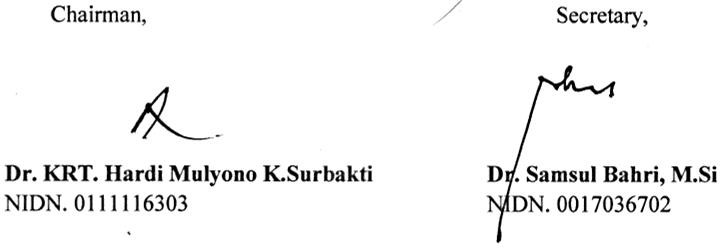 Chairman,
Secretary,
Dr. KRT. Hardi Mulyono K.Surbakti
NIDN. 0111116303
Dr. Samsul Bahri, M.Si
NIDN. 0017036702